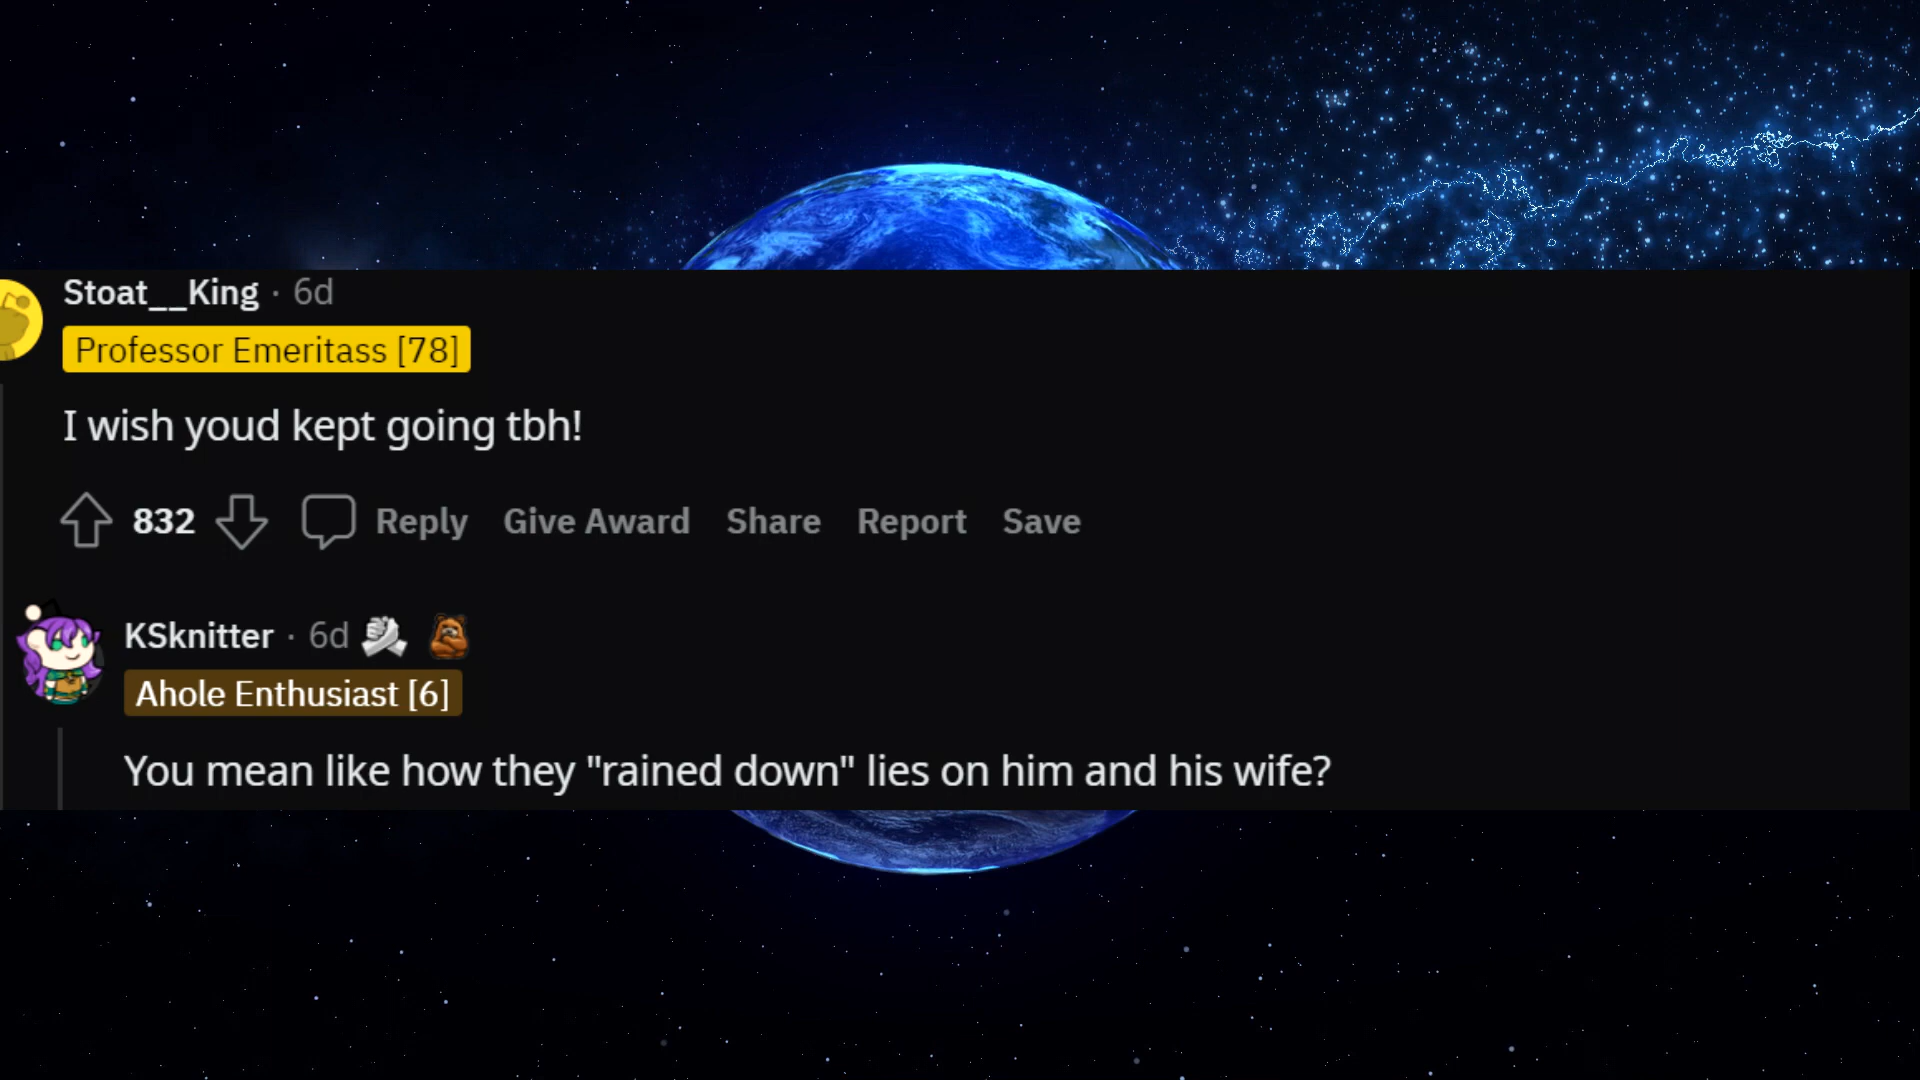 Stoat__King · 6d
Professor Emeritass [78]
I wish youd kept going tbh!
832 Reply Give Award Share Report Save
KSknitter · 6d
Ahole Enthusiast [6]
You mean like how they "rained down" lies on him and his wife?